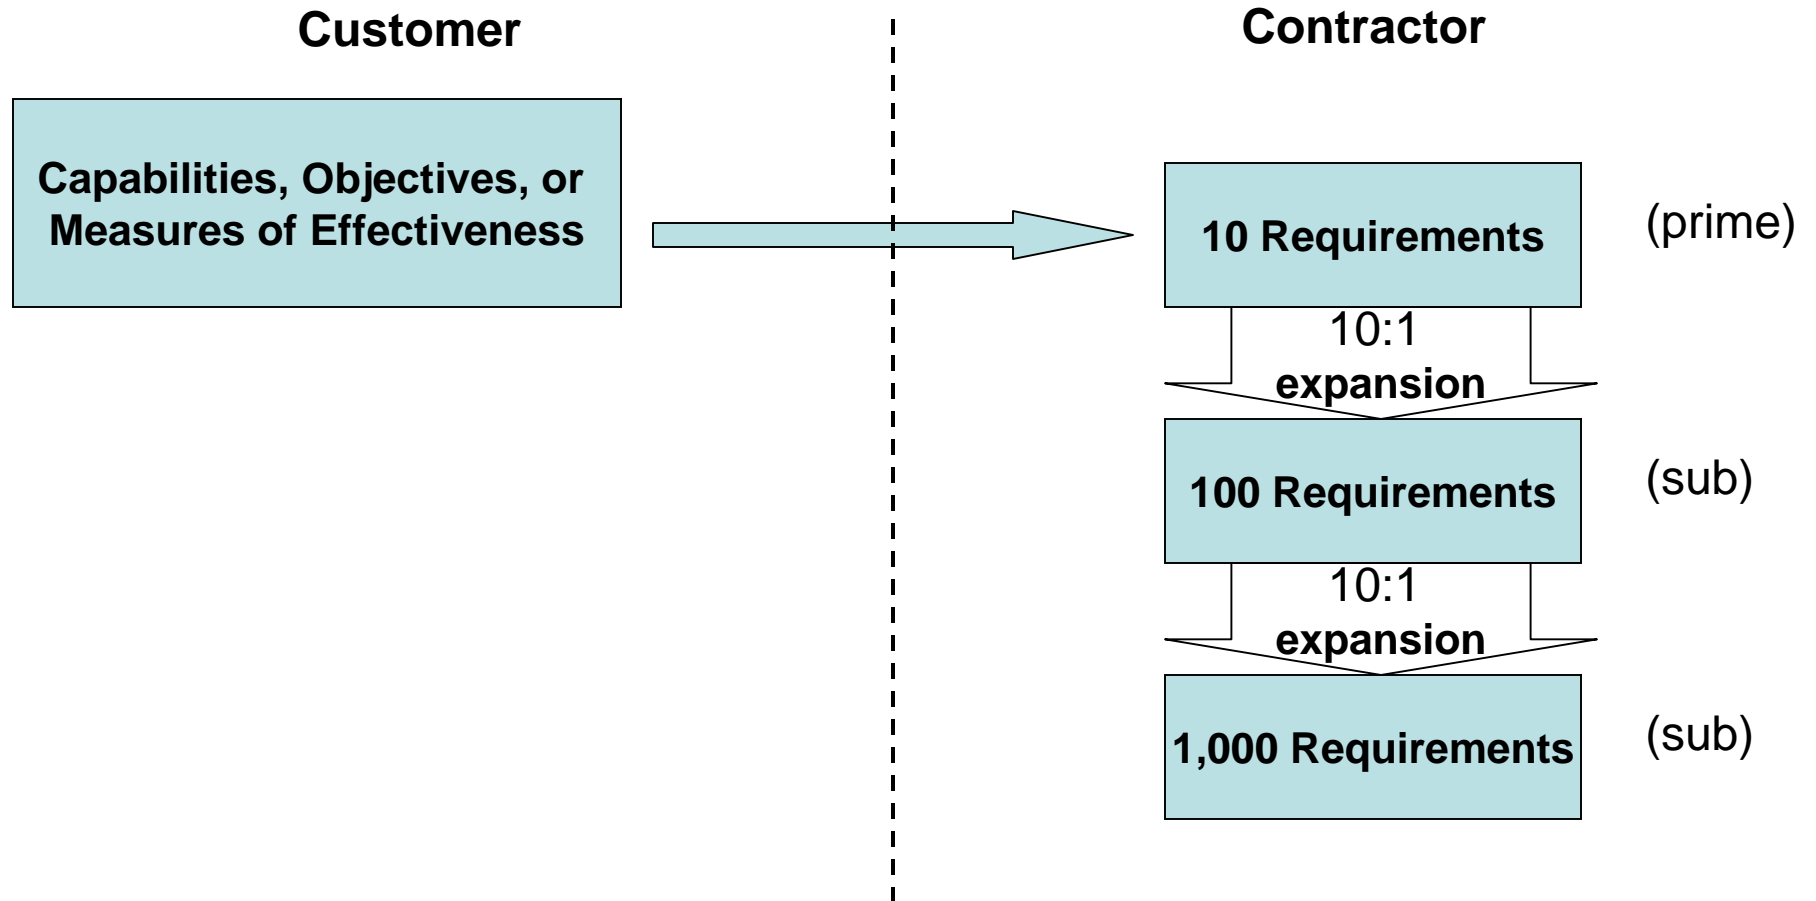 Customer
Contractor
Capabilities, Objectives, or
Measures of Effectiveness
10 Requirements
(prime)
10:1
expansion
100 Requirements
(sub)
10:1
expansion
1,000 Requirements
(sub)